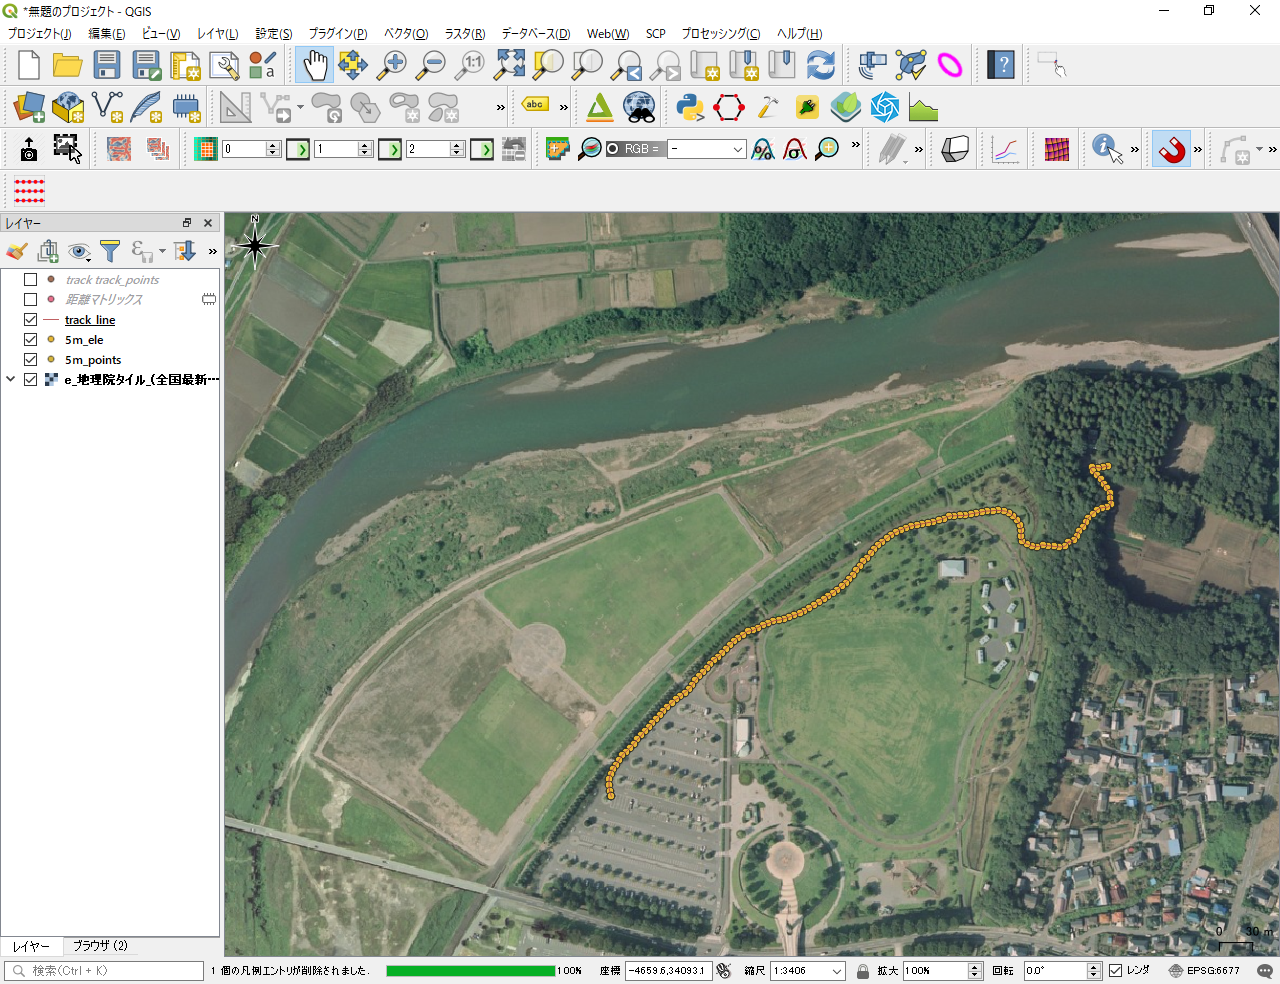 *無題のプロジェクト - QGIS
プロジェクト(J) 編集(E) ビュー(V) レイヤ(L) 設定(S) プラグイン(P) ベクタ(O) ラスタ(R) データベース(D) Web(W) SCP プロセッシング(C) ヘルプ(H)
1:1
a
?
abc » »
0 1 2 RGB = - » » » » »
レイヤー
»
track track_points
距離マトリックス
track_line
5m_ele
5m_points
e_地理院タイル_(全国最新…
N
0 30 m
レイヤー ブラウザ (2)
検索(Ctrl + K) 1 個の凡例エントリが削除されました. 100% 座標 -4659.6,34093.1 縮尺 1:3406 拡大 100% 回転 0.0° レンダ EPSG:6677